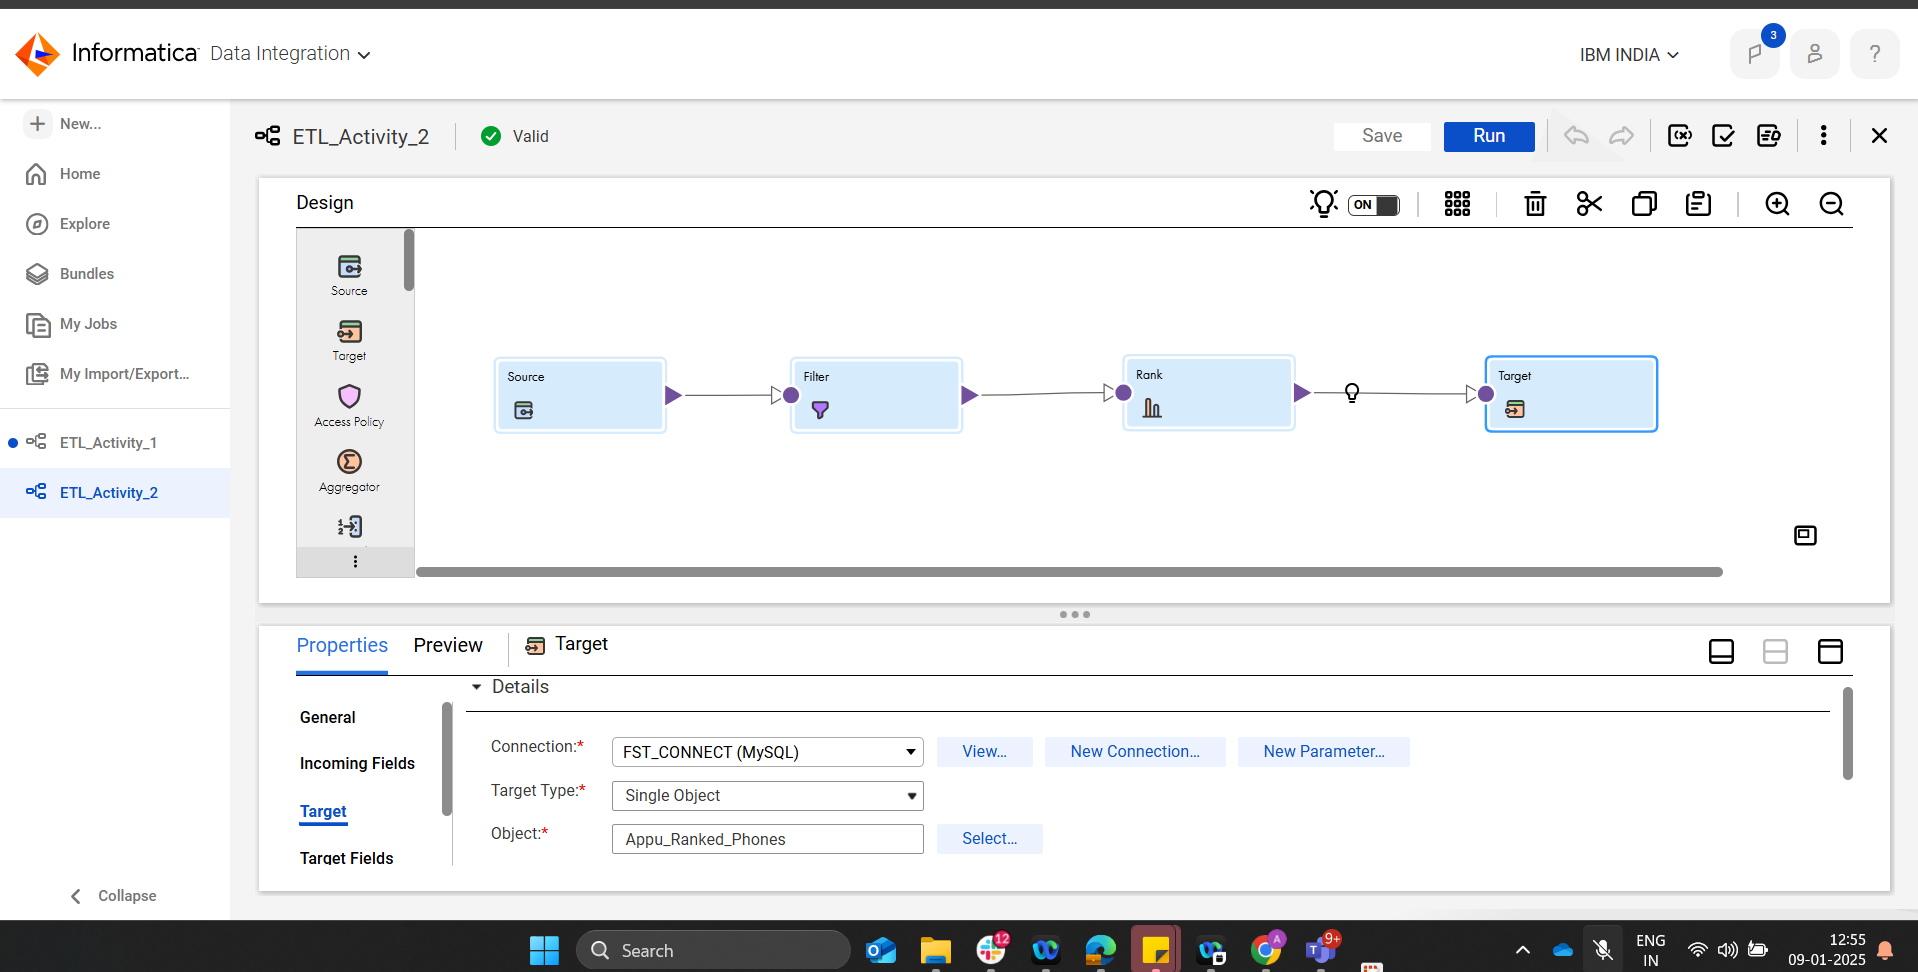 Informatica Data Integration
IBM INDIA
3
?
New...
Home
Explore
Bundles
My Jobs
My Import/Export...
ETL_Activity_1
ETL_Activity_2
Collapse
ETL_Activity_2
Valid
Save
Run
Design
ON
Source
Target
Access Policy
Aggregator
Source
Filter
Rank
Target
Properties
Preview
Target
General
Incoming Fields
Target
Target Fields
Details
Connection:*
FST_CONNECT (MySQL)
View...
New Connection...
New Parameter...
Target Type:*
Single Object
Object:*
Appu_Ranked_Phones
Select...
Search
12
A
9+
ENG
IN
12:55
09-01-2025